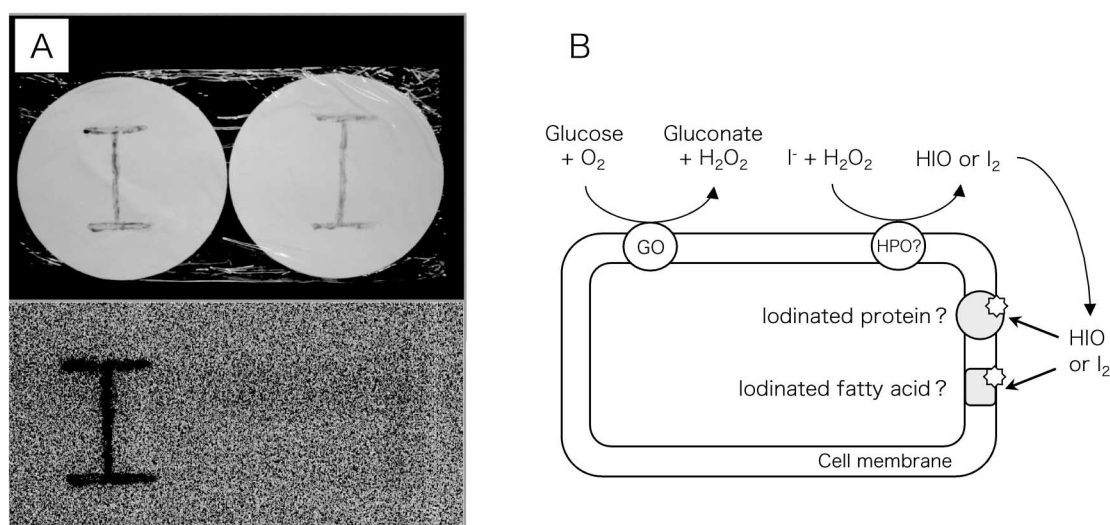 A
I I
I
B
Glucose
+ O₂
Gluconate
+ H₂O₂
I⁻ + H₂O₂
HIO or I₂
GO
HPO?
Iodinated protein ?
HIO
or I₂
Iodinated fatty acid ?
Cell membrane